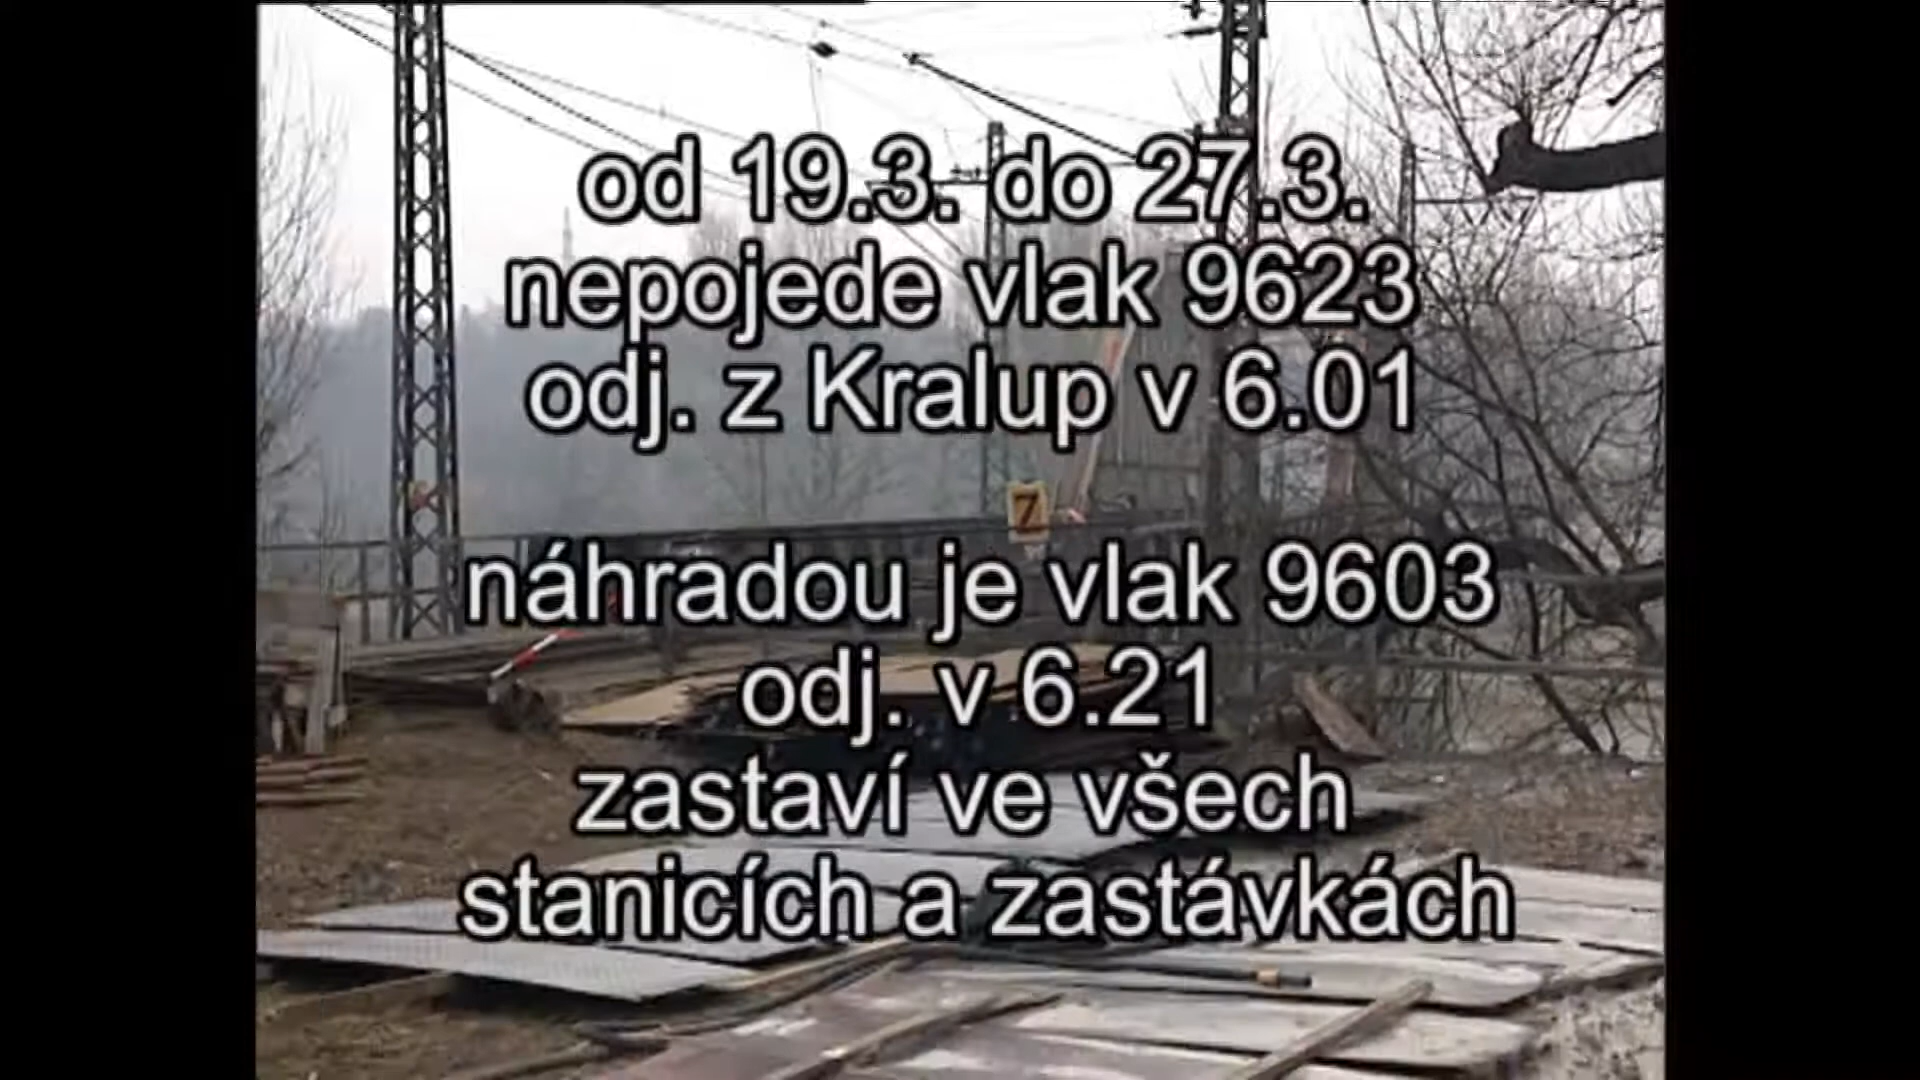 od 19.3. do 27.3.
nepojede vlak 9623
odj. z Kralup v 6.01
7
náhradou je vlak 9603
odj. v 6.21
zastaví ve všech
stanicích a zastávkách